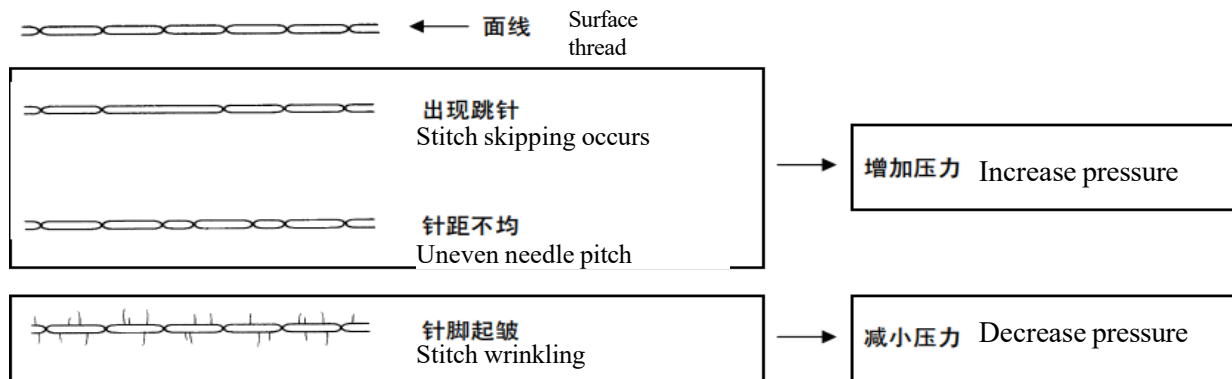 面线 Surface
thread
出现跳针
Stitch skipping occurs
增加压力 Increase pressure
针距不均
Uneven needle pitch
针脚起皱
Stitch wrinkling
减小压力 Decrease pressure